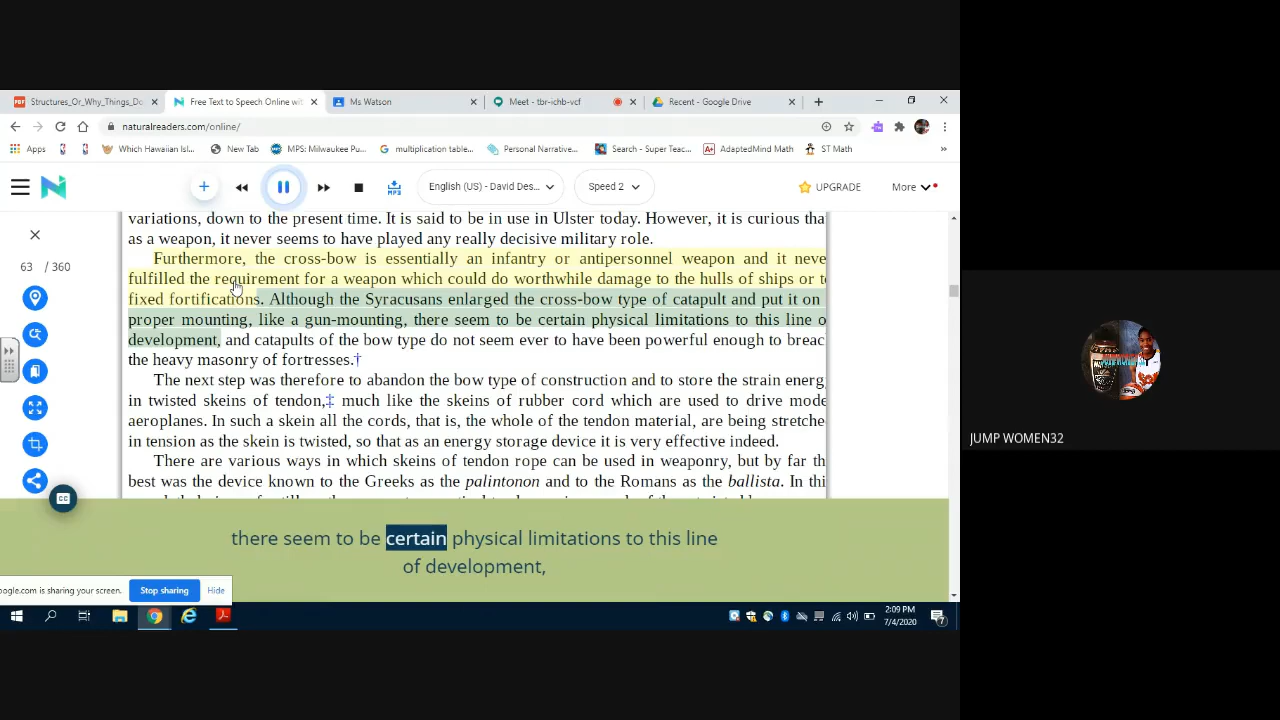 Structures_Or_Why_Things_Do
Free Text to Speech Online wit
Ms Watson
Meet - tbr-ichb-vcf
Recent - Google Drive
naturalreaders.com/online/
Apps
Which Hawaiian Isl...
New Tab
MPS: Milwaukee Pu...
multiplication table...
Personal Narrative...
Search - Super Teac...
AdaptedMind Math
ST Math
MP3
English (US) - David Des...
Speed 2
UPGRADE
More
63 / 360
variations, down to the present time. It is said to be in use in Ulster today. However, it is curious tha
as a weapon, it never seems to have played any really decisive military role.
Furthermore, the cross-bow is essentially an infantry or antipersonnel weapon and it neve
fulfilled the requirement for a weapon which could do worthwhile damage to the hulls of ships or t
fixed fortifications. Although the Syracusans enlarged the cross-bow type of catapult and put it on
proper mounting, like a gun-mounting, there seem to be certain physical limitations to this line o
development, and catapults of the bow type do not seem ever to have been powerful enough to breac
the heavy masonry of fortresses.†
The next step was therefore to abandon the bow type of construction and to store the strain energ
in twisted skeins of tendon,‡ much like the skeins of rubber cord which are used to drive mode
aeroplanes. In such a skein all the cords, that is, the whole of the tendon material, are being stretche
in tension as the skein is twisted, so that as an energy storage device it is very effective indeed.
There are various ways in which skeins of tendon rope can be used in weaponry, but by far th
best was the device known to the Greeks as the palintonon and to the Romans as the ballista. In thi
there seem to be certain physical limitations to this line
of development,
oogle.com is sharing your screen.
Stop sharing
Hide
2:09 PM
7/4/2020
JUMP WOMEN32